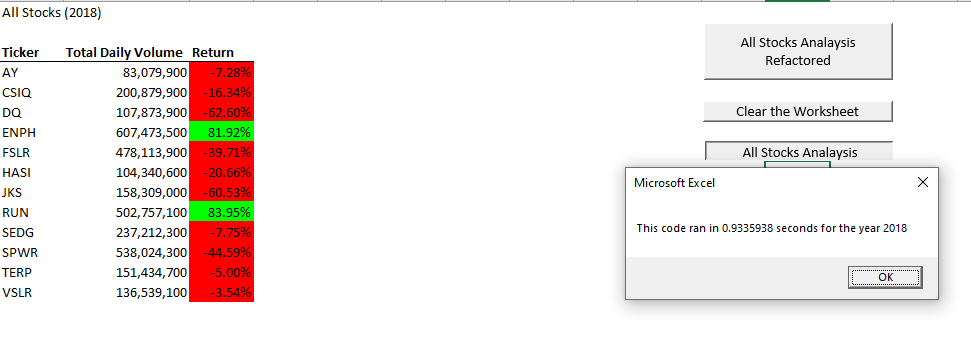 All Stocks (2018)
Ticker Total Daily Volume Return
AY 83,079,900 -7.28%
CSIQ 200,879,900 -16.34%
DQ 107,873,900 -62.60%
ENPH 607,473,500 81.92%
FSLR 478,113,900 -39.71%
HASI 104,340,600 -20.66%
JKS 158,309,000 -60.53%
RUN 502,757,100 83.95%
SEDG 237,212,300 -7.75%
SPWR 538,024,300 -44.59%
TERP 151,434,700 -5.00%
VSLR 136,539,100 -3.54%
All Stocks Analaysis
Refactored
Clear the Worksheet
All Stocks Analaysis
Microsoft Excel
This code ran in 0.9335938 seconds for the year 2018
OK